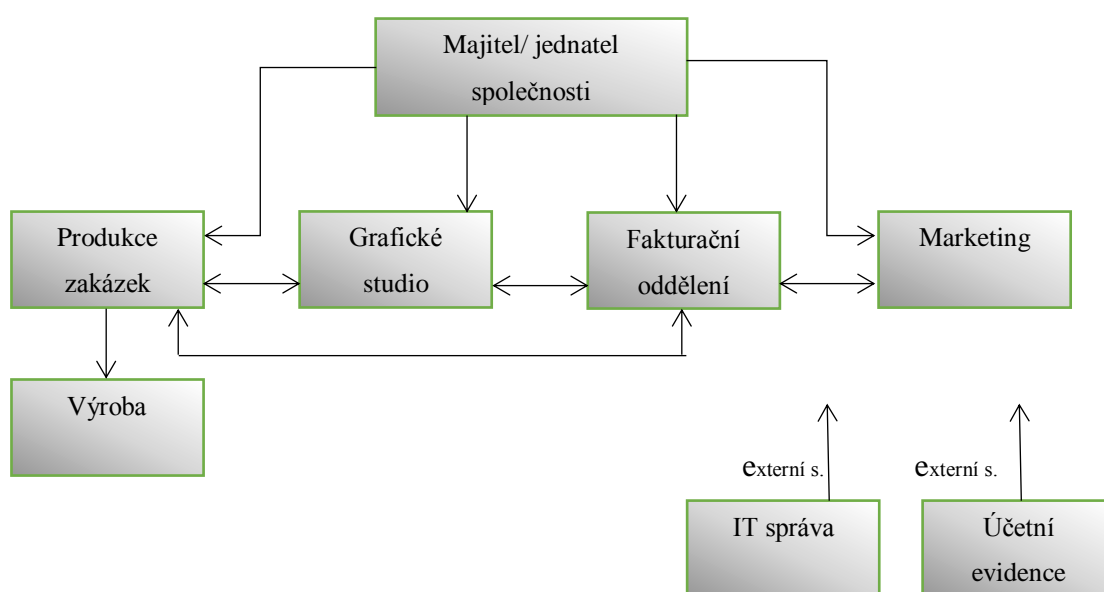 Majitel/ jednatel
společnosti
Produkce
zakázek
Grafické
studio
Fakturační
oddělení
Marketing
Výroba
externí s.
externí s.
IT správa
Účetní
evidence